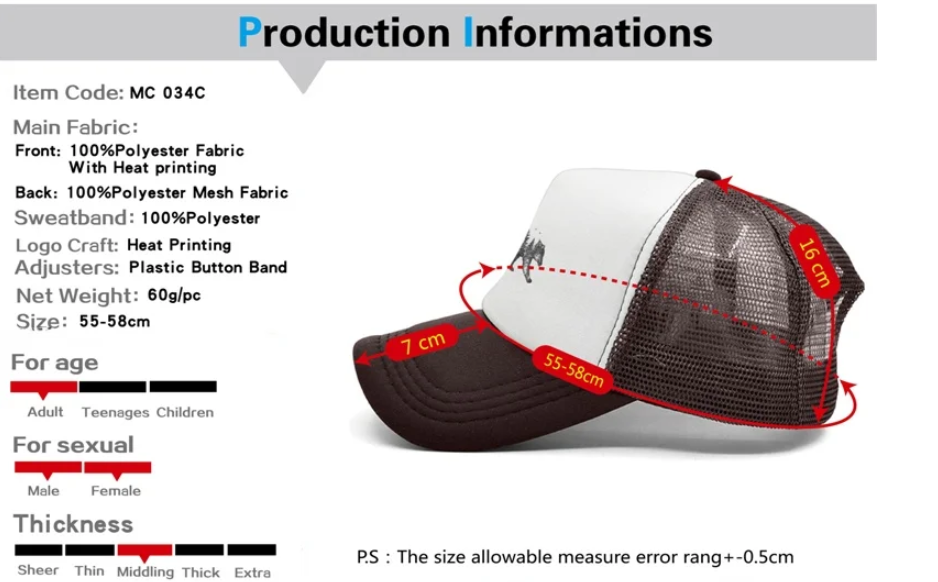 Production Informations
Item Code: MC 034C
Main Fabric:
Front: 100%Polyester Fabric
With Heat printing
Back: 100%Polyester Mesh Fabric
Sweatband: 100%Polyester
Logo Craft: Heat Printing
Adjusters: Plastic Button Band
Net Weight: 60g/pc
Size: 55-58cm
For age
Adult Teenages Children
For sexual
Male Female
Thickness
Sheer Thin Middling Thick Extra
16 cm
7 cm
55-58cm
P.S : The size allowable measure error rang+-0.5cm